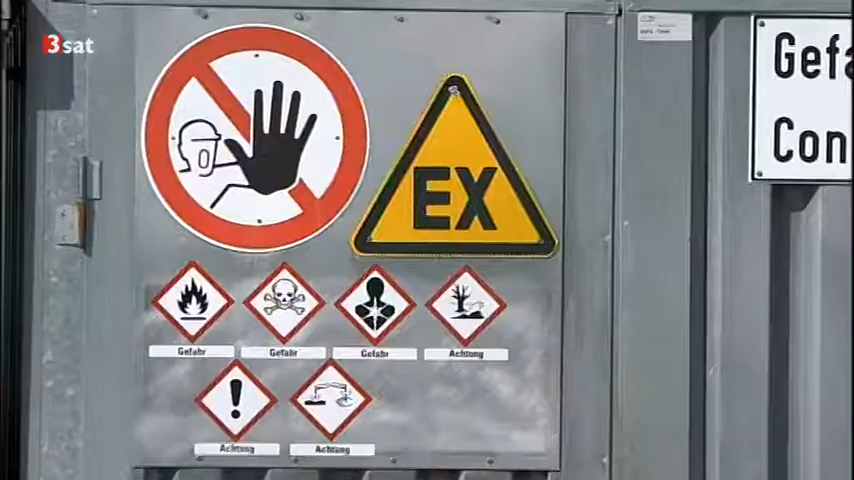 3sat
EX
Gefahr
Gefahr
Gefahr
Achtung
Achtung
Achtung
Gefa
Con